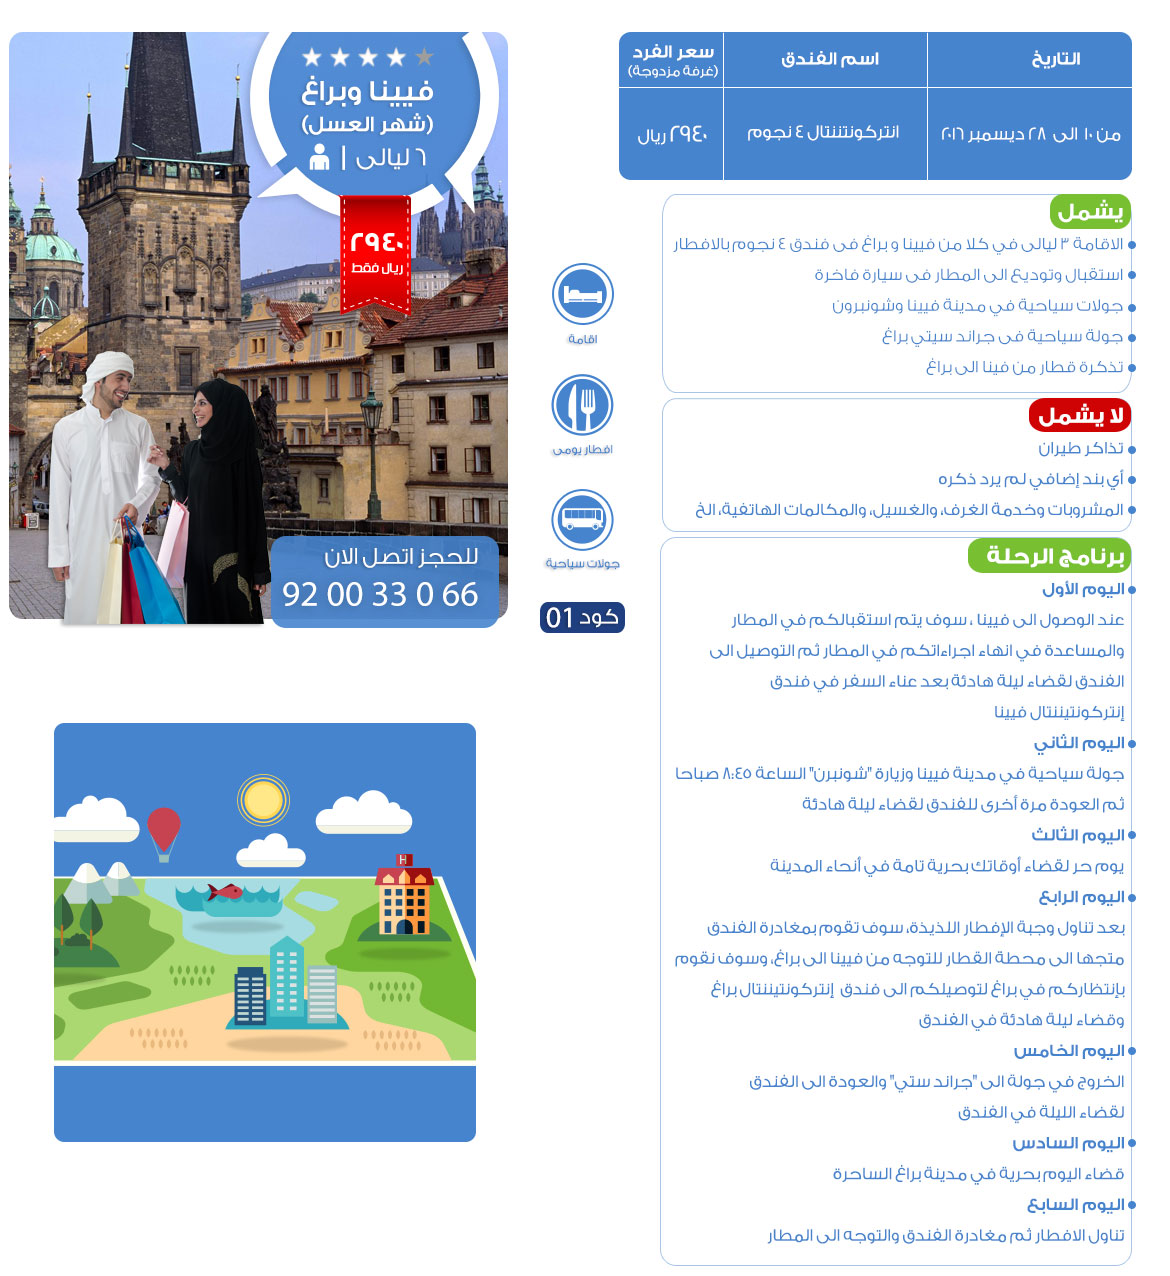 فيينا وبراغ
(شهر العسل)
٦ ليالى |
٢٩٤٠
ريال فقط
للحجز اتصل الان
92 00 33 0 66
اقامة
افطار يومى
جولات سياحية
كود 01
التاريخ
اسم الفندق
سعر الفرد
(غرفة مزدوجة)
من ١٠ الى ٢٨ ديسمبر ٢٠١٦
انتركونتننتال ٤ نجوم
٢٩٤٠ ريال
يشمل
الاقامة ٣ ليالى في كلا من فيينا و براغ فى فندق ٤ نجوم بالافطار
استقبال وتوديع الى المطار فى سيارة فاخرة
جولات سياحية في مدينة فيينا وشونبرون
جولة سياحية فى جراند سيتي براغ
تذكرة قطار من فينا الى براغ
لا يشمل
تذاكر طيران
أي بند إضافي لم يرد ذكره
المشروبات وخدمة الغرف، والغسيل، والمكالمات الهاتفية، الخ
برنامج الرحلة
اليوم الأول
عند الوصول الى فيينا ، سوف يتم استقبالكم في المطار
والمساعدة في انهاء اجراءاتكم في المطار ثم التوصيل الى
الفندق لقضاء ليلة هادئة بعد عناء السفر في فندق
إنتركونتيننتال فيينا
اليوم الثاني
جولة سياحية في مدينة فيينا وزيارة "شونبرن" الساعة ٨:٤٥ صباحا
ثم العودة مرة أخرى للفندق لقضاء ليلة هادئة
اليوم الثالث
يوم حر لقضاء أوقاتك بحرية تامة في أنحاء المدينة
اليوم الرابع
بعد تناول وجبة الإفطار اللذيذة، سوف تقوم بمغادرة الفندق
متجها الى محطة القطار للتوجه من فيينا الى براغ، وسوف نقوم
بإنتظاركم في براغ لتوصيلكم الى فندق إنتركونتيننتال براغ
وقضاء ليلة هادئة في الفندق
اليوم الخامس
الخروج في جولة الى "جراند ستي" والعودة الى الفندق
لقضاء الليلة في الفندق
اليوم السادس
قضاء اليوم بحرية في مدينة براغ الساحرة
اليوم السابع
تناول الافطار ثم مغادرة الفندق والتوجه الى المطار
H